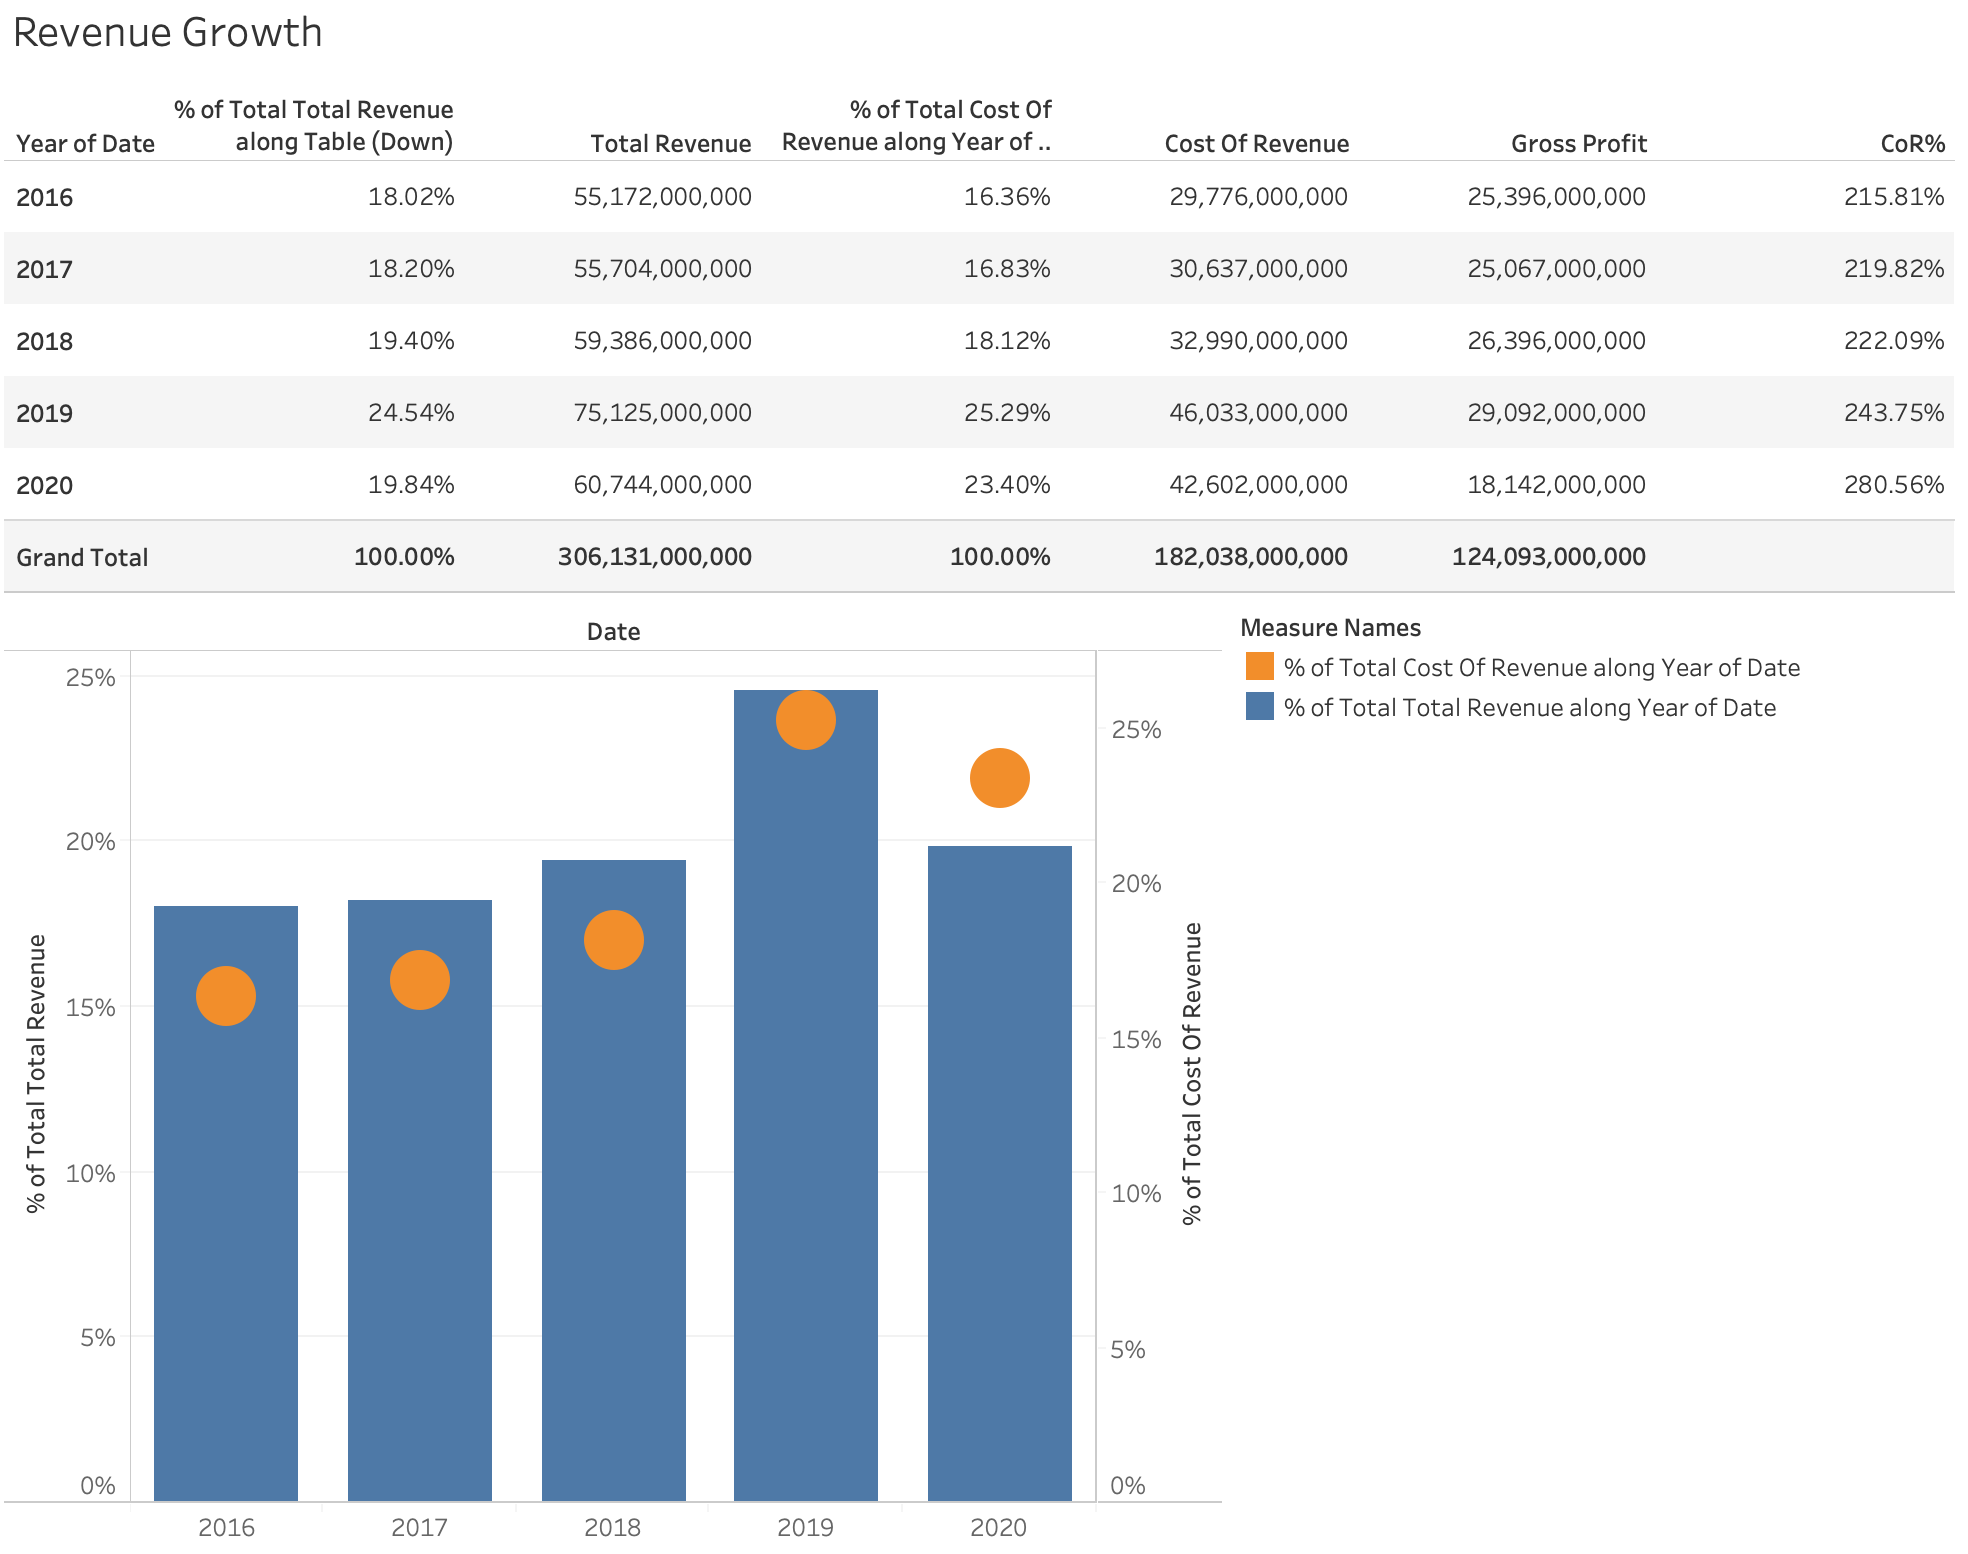 Revenue Growth
% of Total Total Revenue % of Total Cost Of
Year of Date along Table (Down) Total Revenue Revenue along Year of .. Cost Of Revenue Gross Profit CoR%
2016 18.02% 55,172,000,000 16.36% 29,776,000,000 25,396,000,000 215.81%
2017 18.20% 55,704,000,000 16.83% 30,637,000,000 25,067,000,000 219.82%
2018 19.40% 59,386,000,000 18.12% 32,990,000,000 26,396,000,000 222.09%
2019 24.54% 75,125,000,000 25.29% 46,033,000,000 29,092,000,000 243.75%
2020 19.84% 60,744,000,000 23.40% 42,602,000,000 18,142,000,000 280.56%
Grand Total 100.00% 306,131,000,000 100.00% 182,038,000,000 124,093,000,000
Date
Measure Names
% of Total Cost Of Revenue along Year of Date
% of Total Total Revenue along Year of Date
% of Total Total Revenue
25%
20%
15%
10%
5%
0%
25%
20%
15%
10%
5%
0%
% of Total Cost Of Revenue
2016 2017 2018 2019 2020